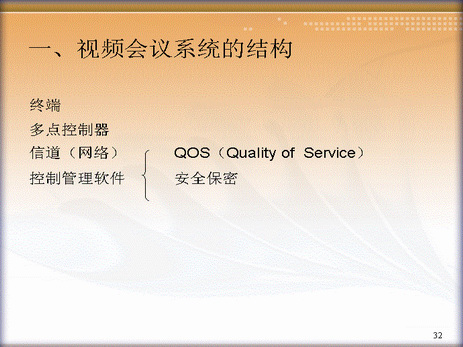 一、视频会议系统的结构
终端
多点控制器
信道（网络） QOS（Quality of Service）
控制管理软件 安全保密
32